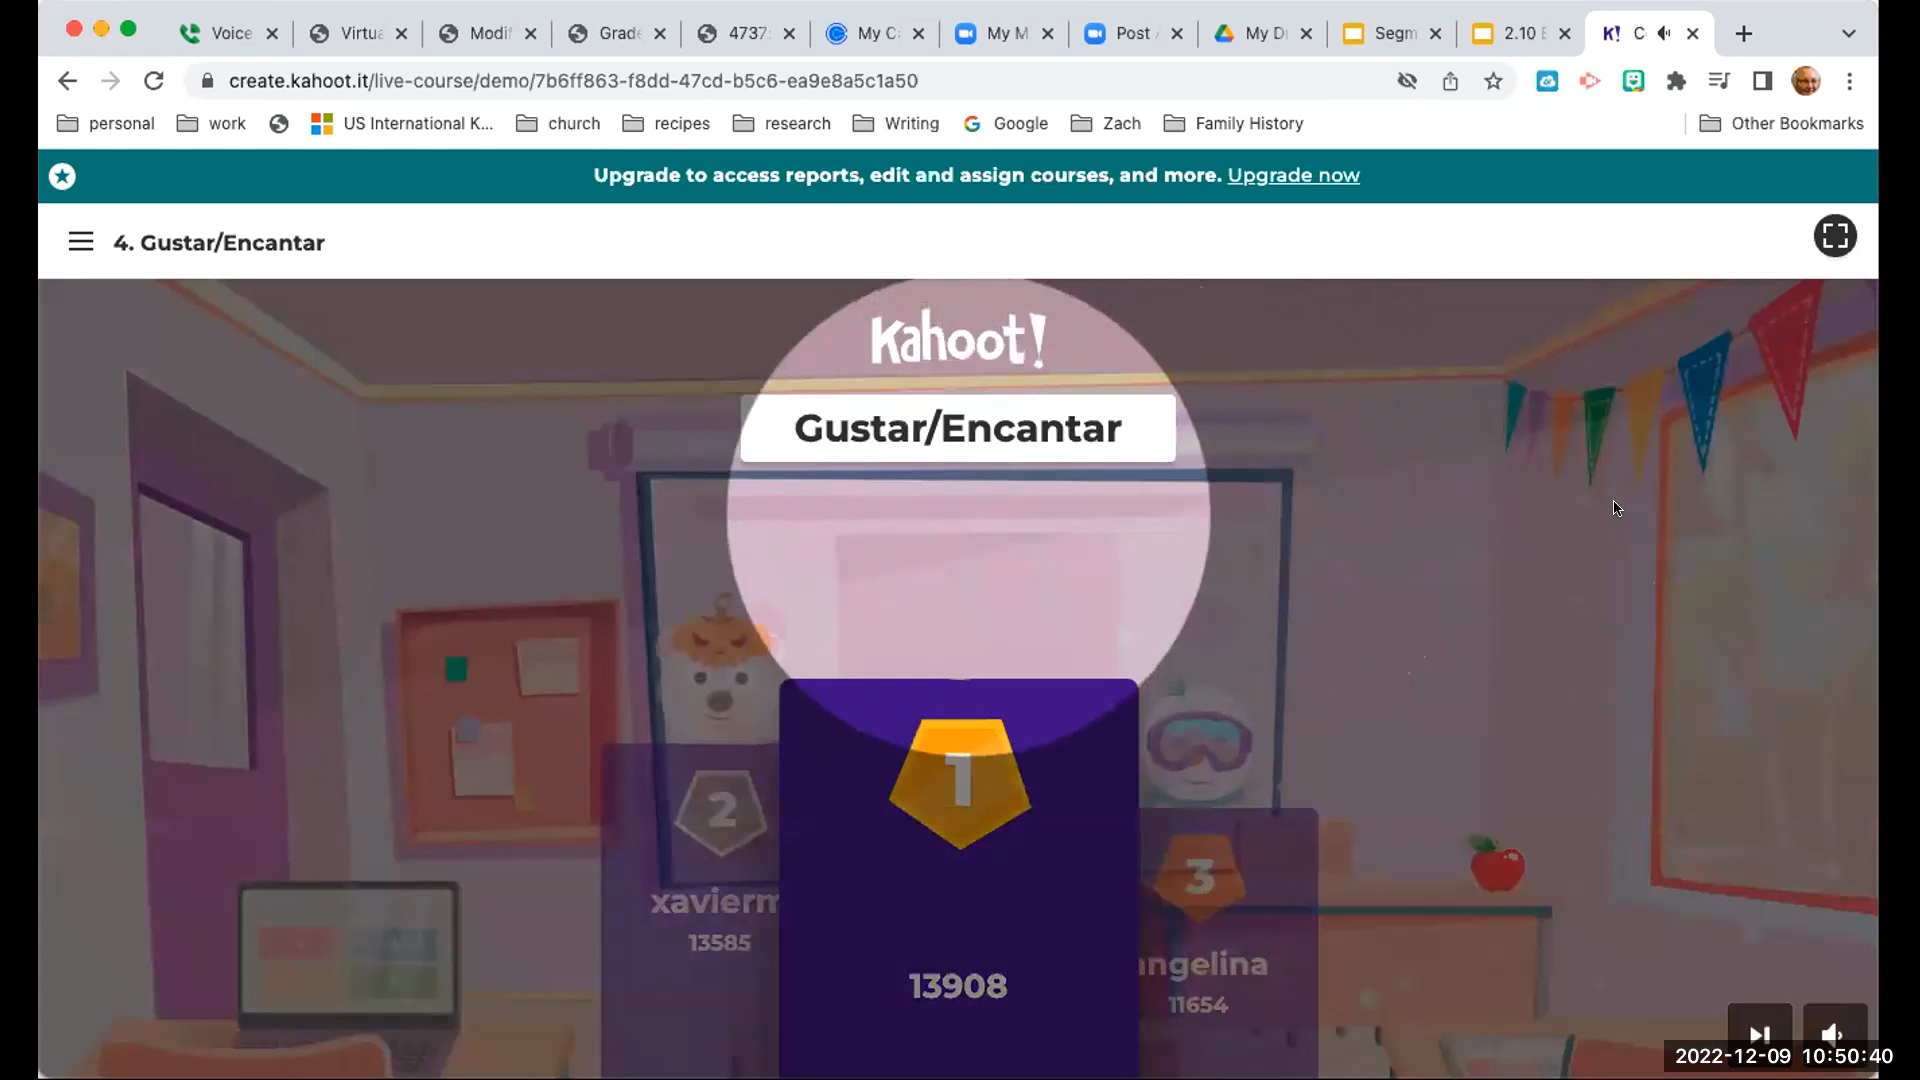 Voice
Virtua
Modif
Grade
4737:
My C
My M
Post
My D
Segm
2.10
K!
create.kahoot.it/live-course/demo/7b6ff863-f8dd-47cd-b5c6-ea9e8a5c1a50
personal
work
US International K...
church
recipes
research
Writing
Google
Zach
Family History
Other Bookmarks
Upgrade to access reports, edit and assign courses, and more. Upgrade now
4. Gustar/Encantar
Kahoot!
Gustar/Encantar
1
13908
2
xavierm
13585
3
ngelina
11654
2022-12-09 10:50:40